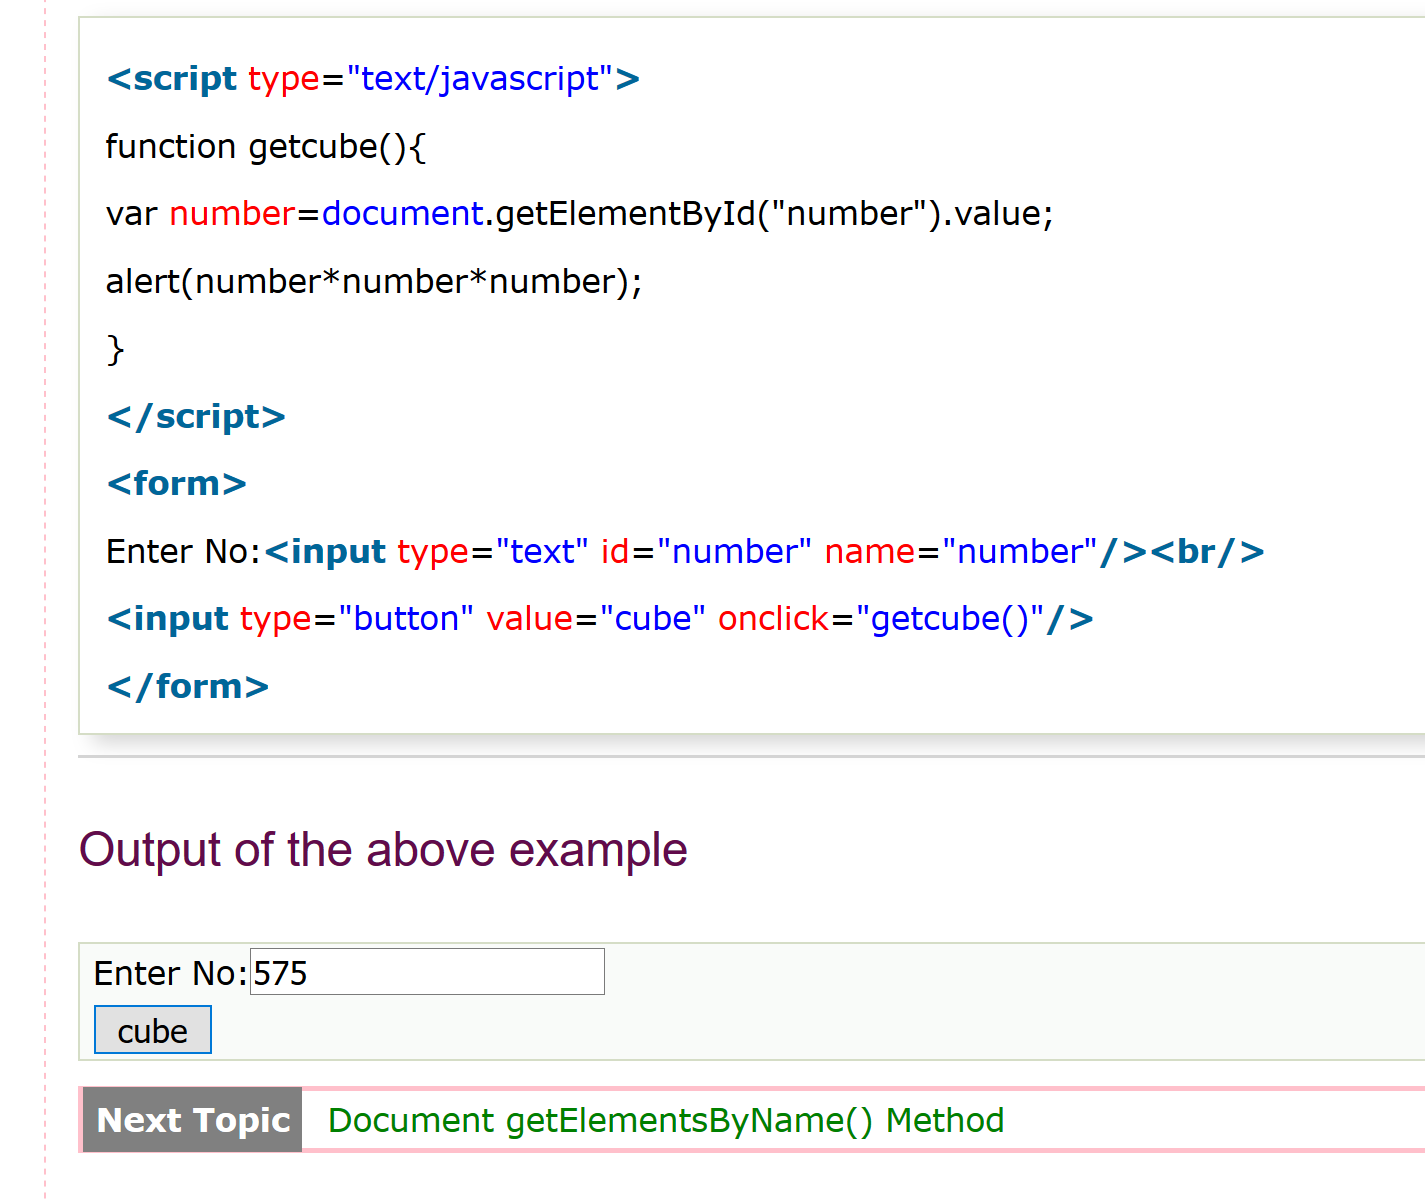 <script type="text/javascript">
function getcube(){
var number=document.getElementById("number").value;
alert(number*number*number);
}
</script>
<form>
Enter No:<input type="text" id="number" name="number"/><br/>
<input type="button" value="cube" onclick="getcube()"/>
</form>
Output of the above example
Enter No:575
cube
Next Topic Document getElementsByName() Method